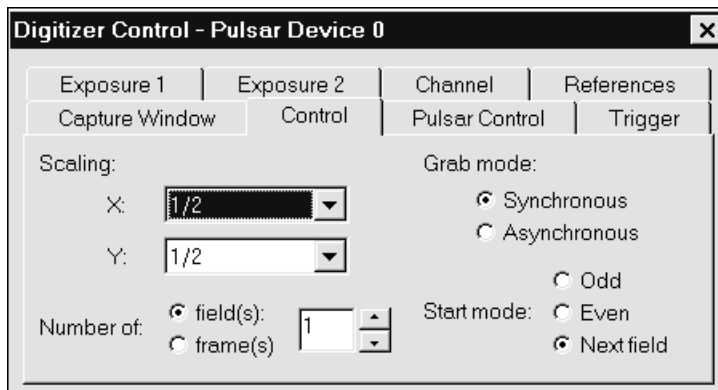 Digitizer Control - Pulsar Device 0
Exposure 1 Exposure 2 Channel References
Capture Window Control Pulsar Control Trigger
Scaling:
X: 1/2
Y: 1/2
Number of: field(s): 1
frame(s)
Grab mode:
Synchronous
Asynchronous
Start mode: Odd
Even
Next field